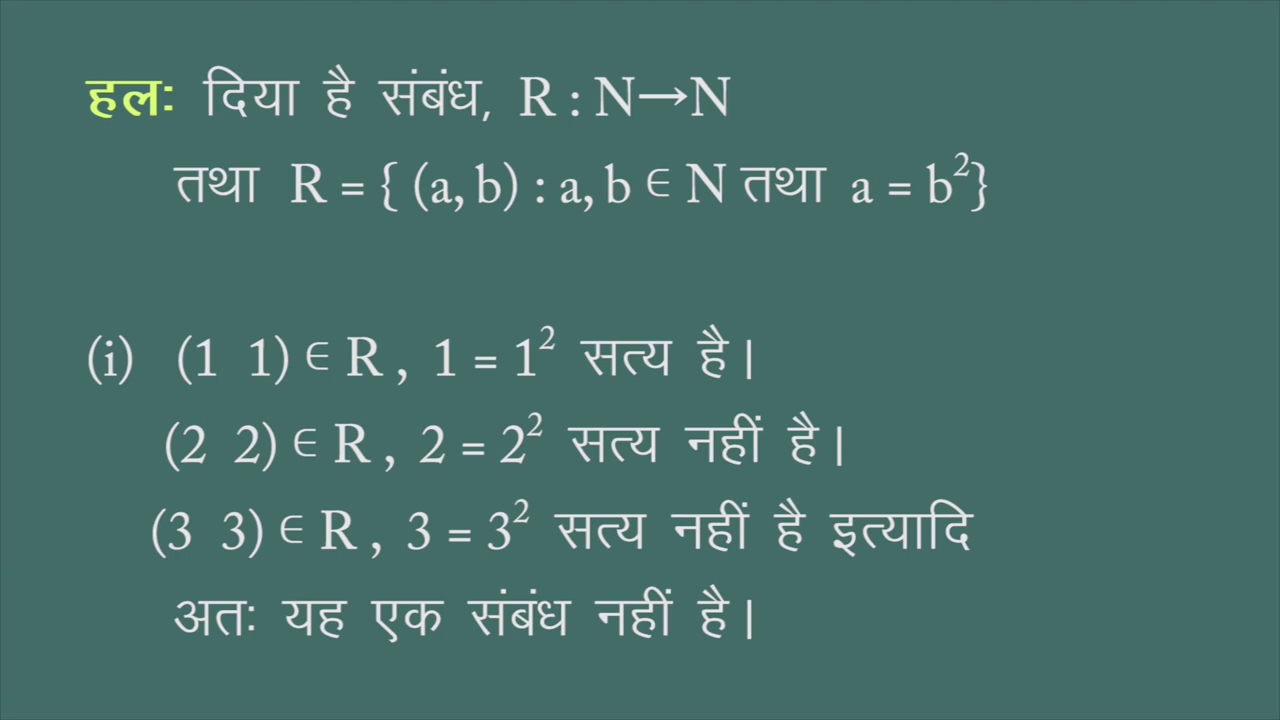 हलः दिया है संबंध, R : N→N
तथा R = { (a, b) : a, b ∈ N तथा a = b²}
(i) (1 1) ∈ R , 1 = 1² सत्य है।
(2 2) ∈ R , 2 = 2² सत्य नहीं है।
(3 3) ∈ R , 3 = 3² सत्य नहीं है इत्यादि
अतः यह एक संबंध नहीं है।